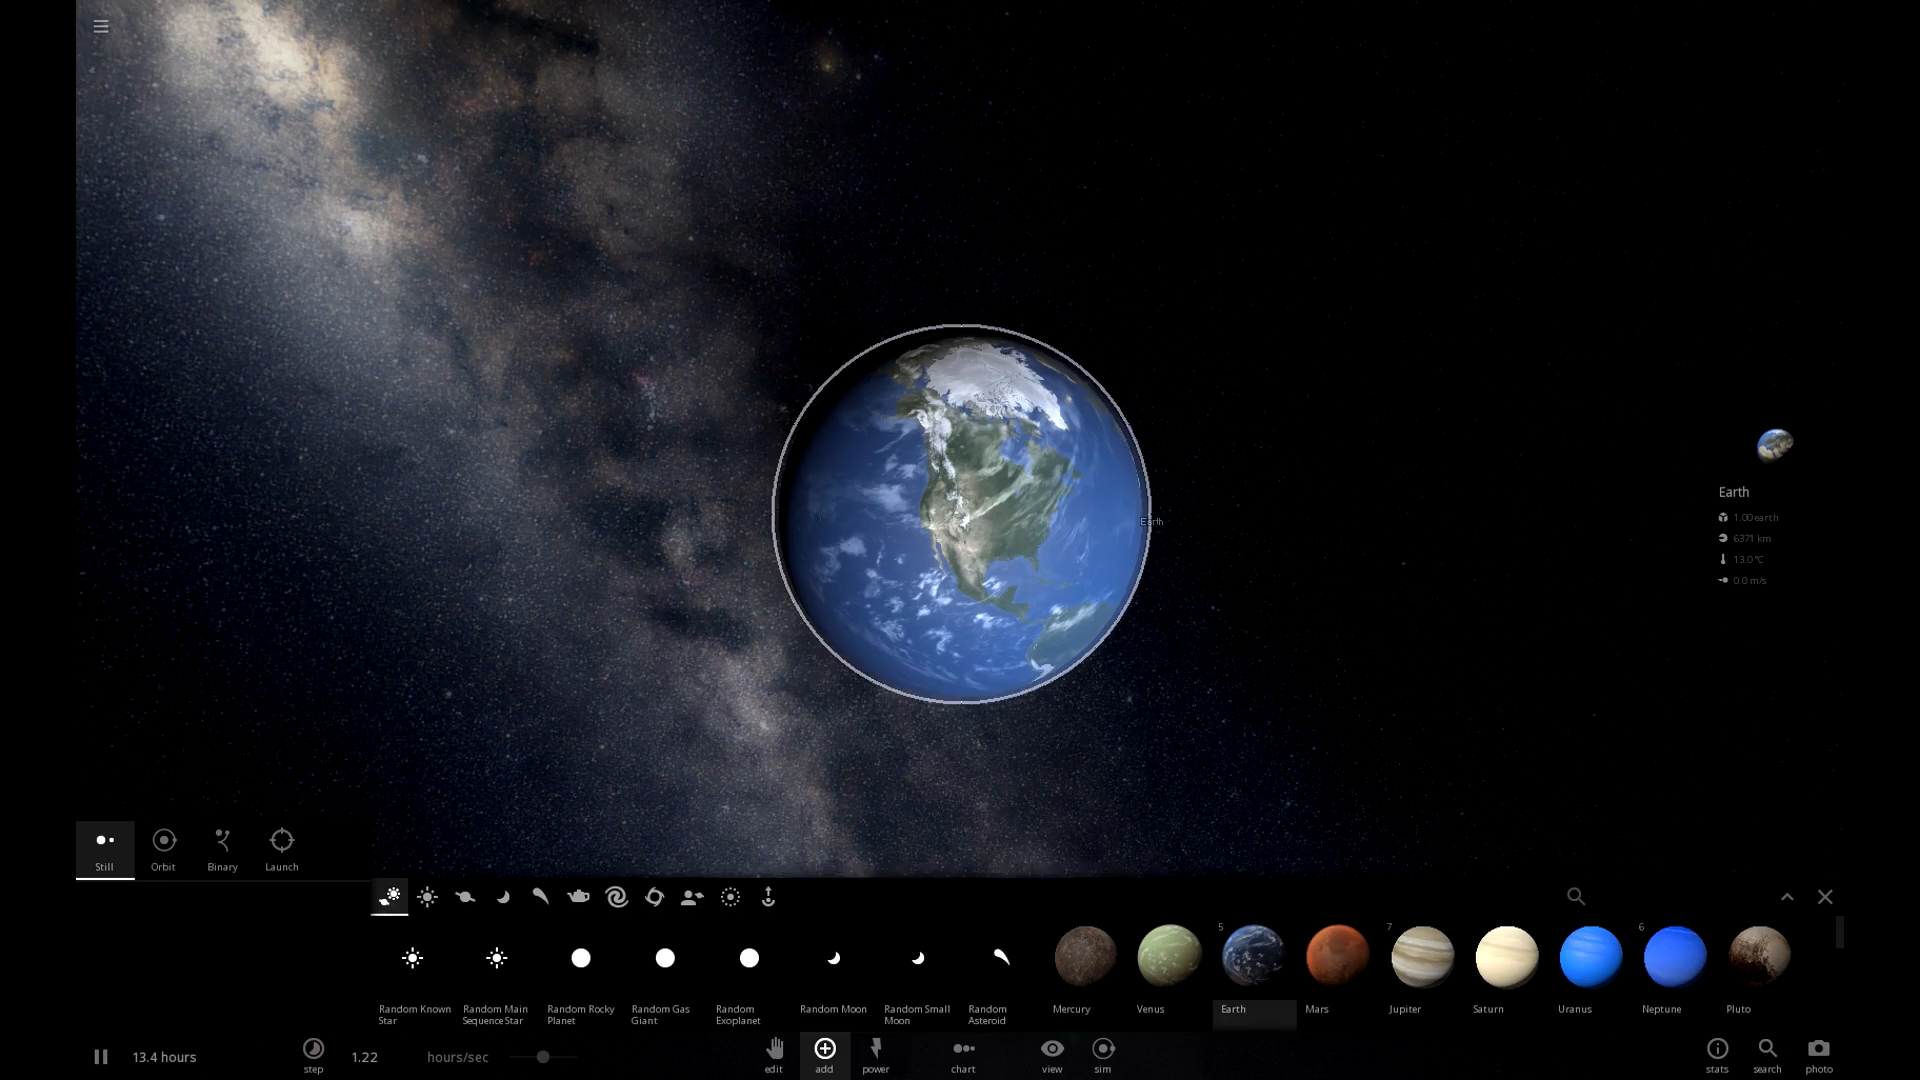 Earth
Earth
1.00 earth
6371 km
13.0 °C
0.0 m/s
Still
Orbit
Binary
Launch
5
7
6
Random Known Star
Random Main Sequence Star
Random Rocky Planet
Random Gas Giant
Random Exoplanet
Random Moon
Random Small Moon
Random Asteroid
Mercury
Venus
Earth
Mars
Jupiter
Saturn
Uranus
Neptune
Pluto
13.4 hours
step
1.22
hours/sec
edit
add
power
chart
view
sim
stats
search
photo